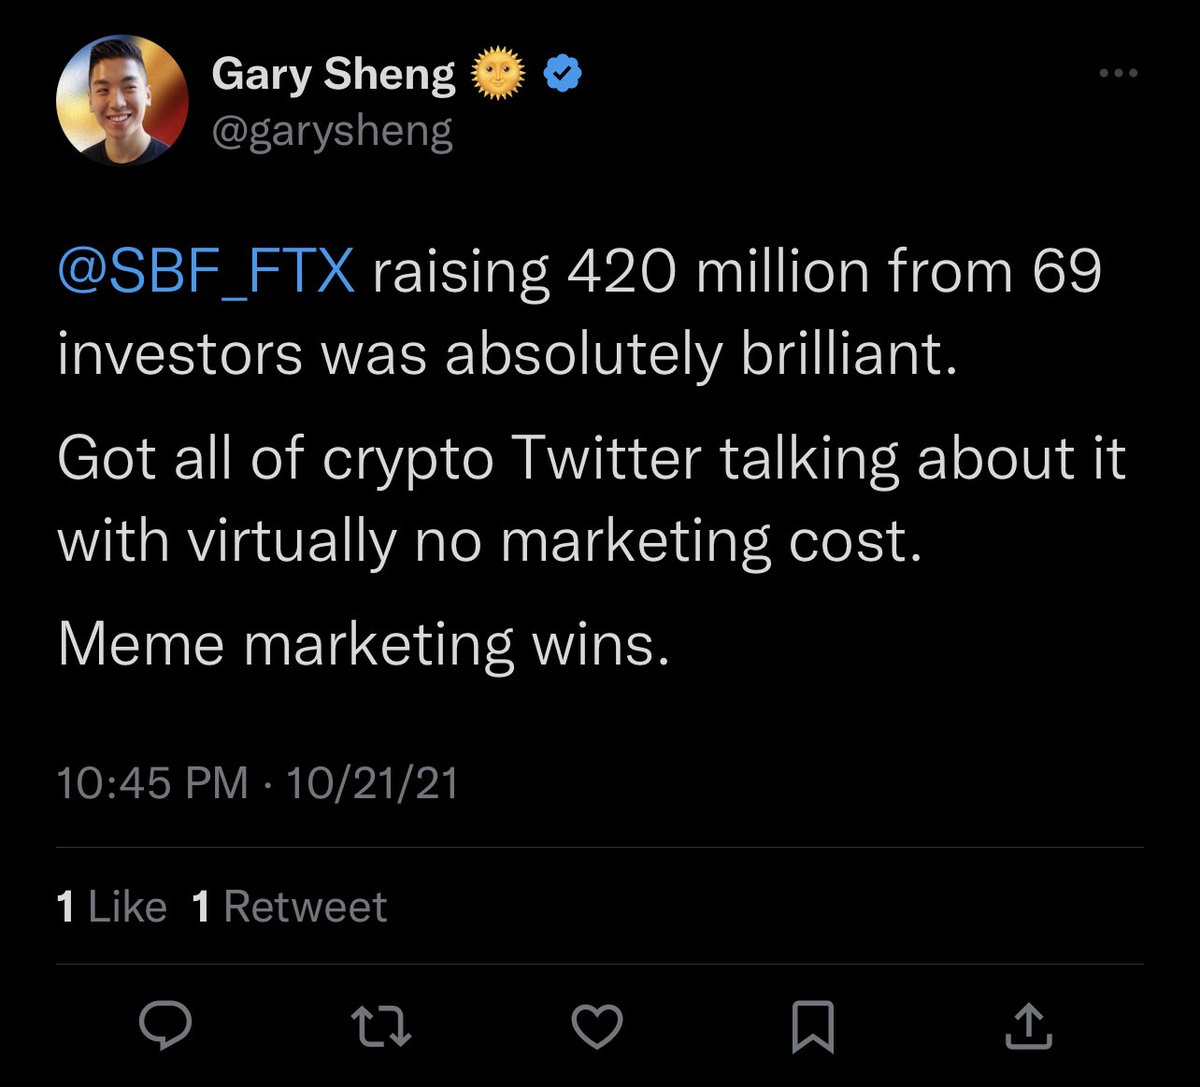 Gary Sheng 🌞
@garysheng
@SBF_FTX raising 420 million from 69
investors was absolutely brilliant.
Got all of crypto Twitter talking about it
with virtually no marketing cost.
Meme marketing wins.
10:45 PM · 10/21/21
1 Like 1 Retweet